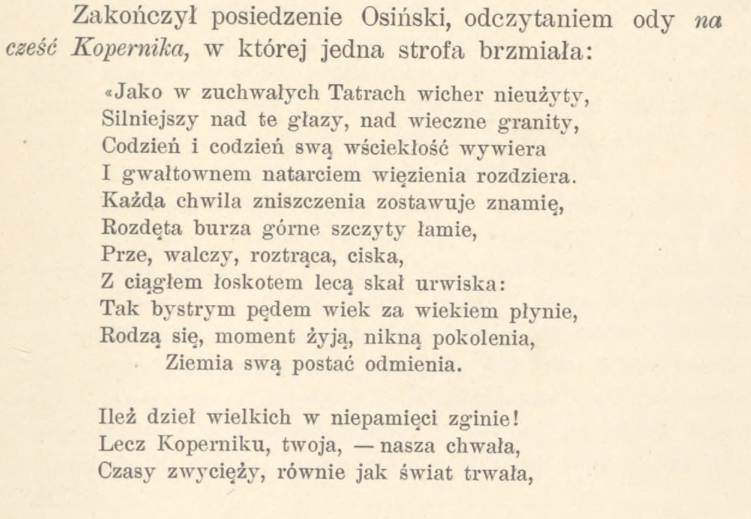 Zakończył posiedzenie Osiński, odczytaniem ody na
cześć Kopernika, w której jedna strofa brzmiała:
«Jako w zuchwałych Tatrach wicher nieużyty,
Silniejszy nad te głazy, nad wieczne granity,
Codzień i codzień swą wściekłość wywiera
I gwałtownem natarciem więzienia rozdziera.
Każda chwila zniszczenia zostawuje znamię,
Rozdęta burza górne szczyty łamie,
Prze, walczy, roztrąca, ciska,
Z ciągłem łoskotem lecą skał urwiska:
Tak bystrym pędem wiek za wiekiem płynie,
Rodzą się, moment żyją, nikną pokolenia,
Ziemia swą postać odmienia.
Ileż dzieł wielkich w niepamięci zginie!
Lecz Koperniku, twoja, — nasza chwała,
Czasy zwycięży, równie jak świat trwała,